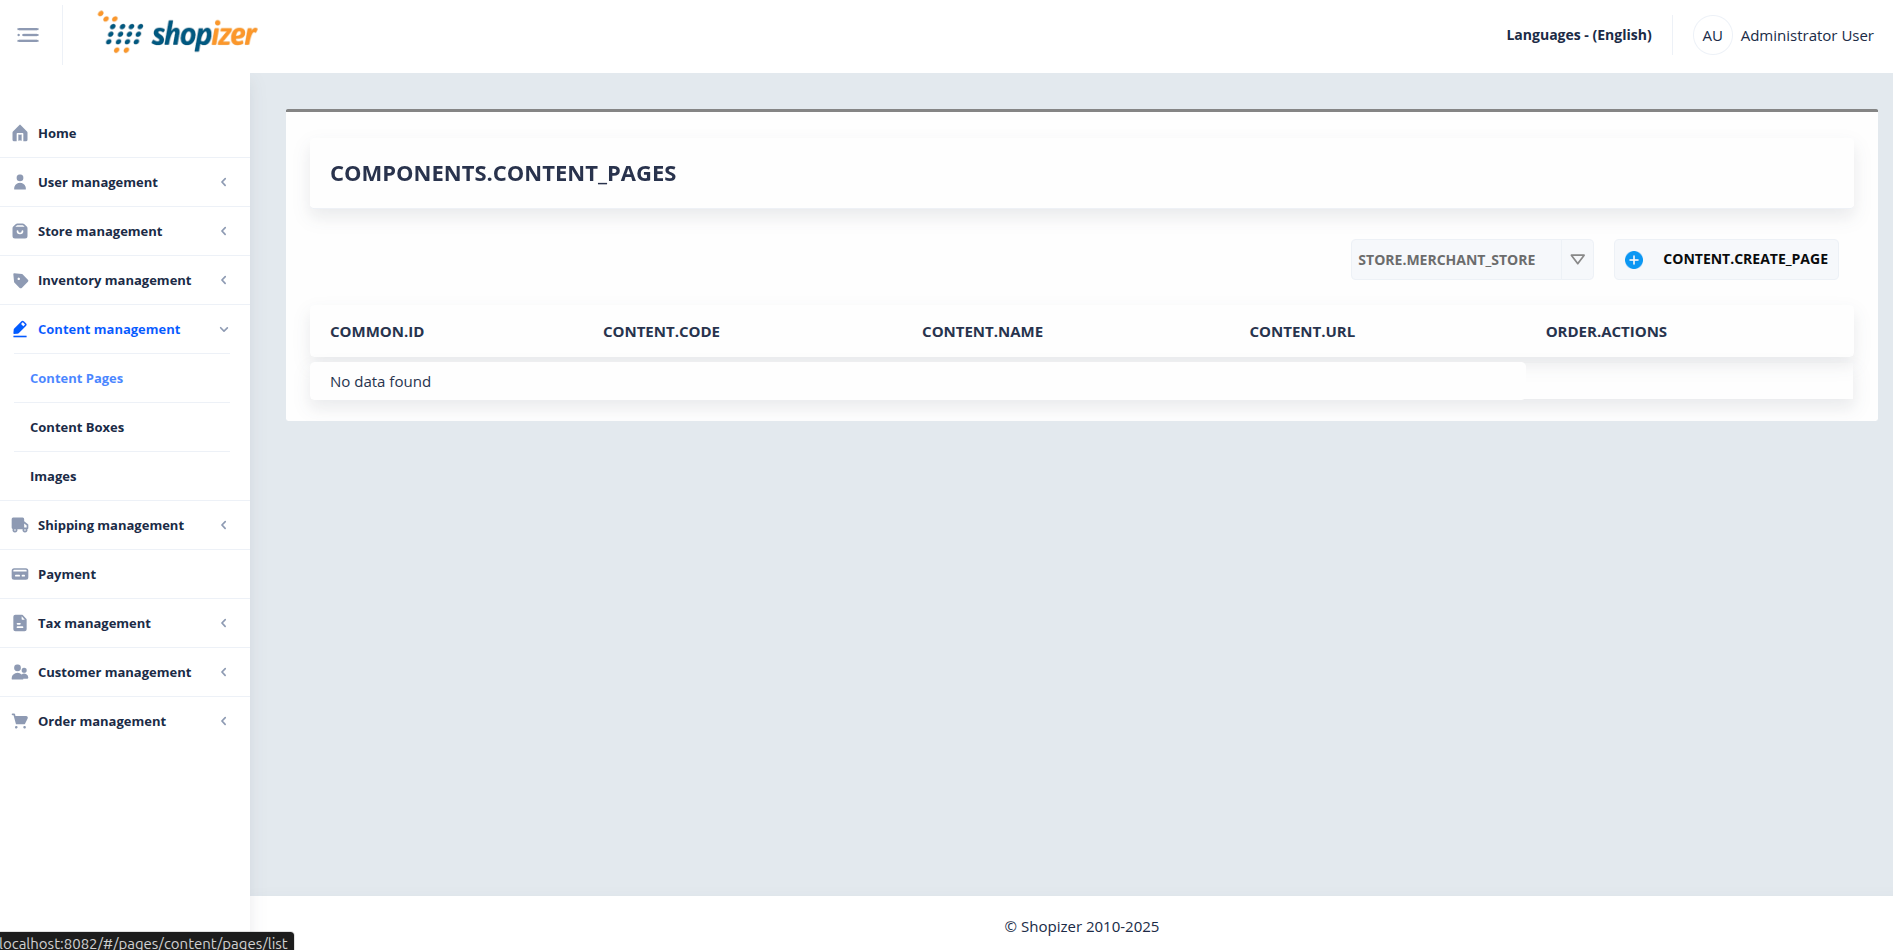 shopizer
Languages - (English)
AU
Administrator User
Home
User management
Store management
Inventory management
Content management
Content Pages
Content Boxes
Images
Shipping management
Payment
Tax management
Customer management
Order management
COMPONENTS.CONTENT_PAGES
STORE.MERCHANT_STORE
CONTENT.CREATE_PAGE
COMMON.ID CONTENT.CODE CONTENT.NAME CONTENT.URL ORDER.ACTIONS
No data found
© Shopizer 2010-2025
localhost:8082/#/pages/content/pages/list